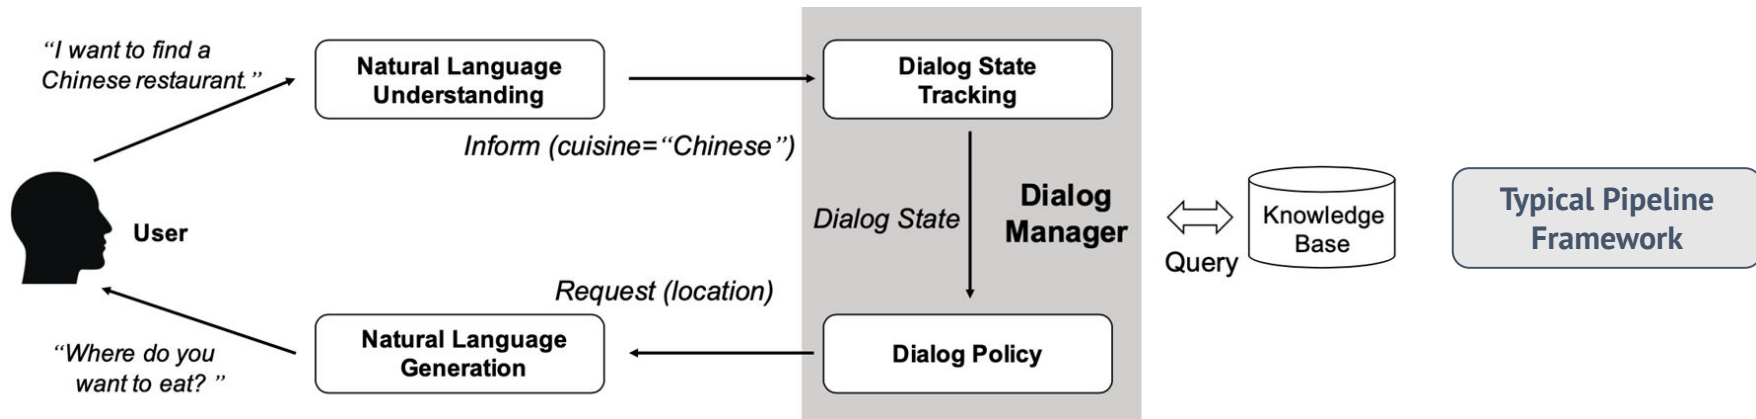 “I want to find a
Chinese restaurant.”
Natural Language
Understanding
Dialog State
Tracking
Inform (cuisine=“Chinese”)
User
Dialog State
Dialog
Manager
Query
Knowledge
Base
Typical Pipeline
Framework
Request (location)
“Where do you
want to eat? ”
Natural Language
Generation
Dialog Policy